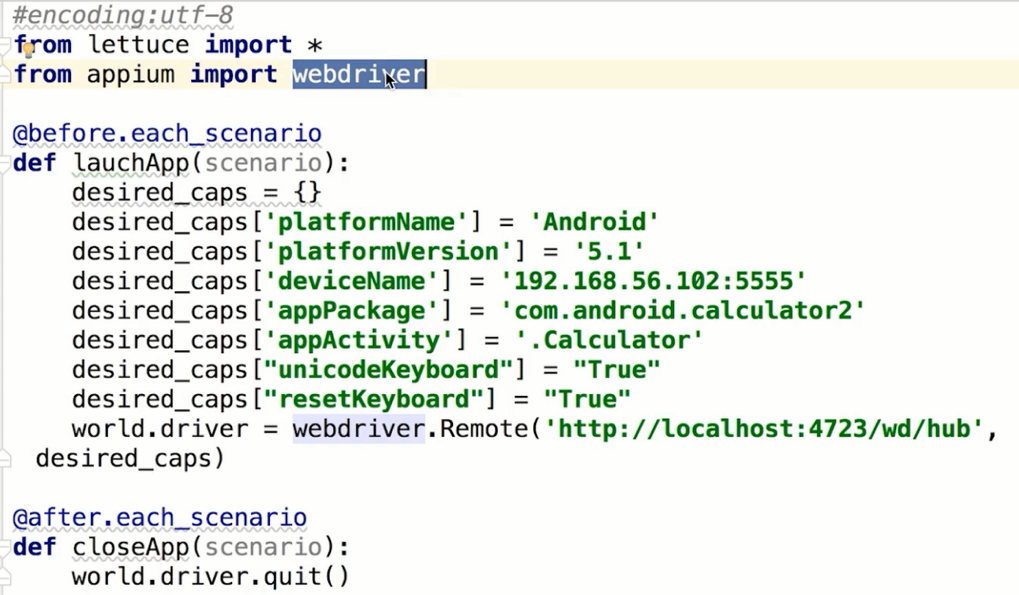 #encoding:utf-8
from lettuce import *
from appium import webdriver
@before.each_scenario
def lauchApp(scenario):
    desired_caps = {}
    desired_caps['platformName'] = 'Android'
    desired_caps['platformVersion'] = '5.1'
    desired_caps['deviceName'] = '192.168.56.102:5555'
    desired_caps['appPackage'] = 'com.android.calculator2'
    desired_caps['appActivity'] = '.Calculator'
    desired_caps["unicodeKeyboard"] = "True"
    desired_caps["resetKeyboard"] = "True"
    world.driver = webdriver.Remote('http://localhost:4723/wd/hub',
desired_caps)
@after.each_scenario
def closeApp(scenario):
    world.driver.quit()